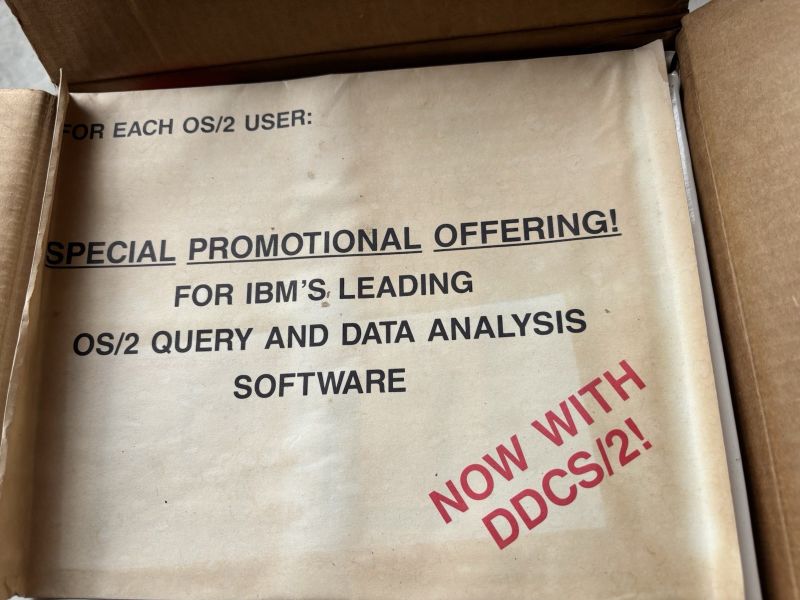 FOR EACH OS/2 USER:
SPECIAL PROMOTIONAL OFFERING!
FOR IBM'S LEADING
OS/2 QUERY AND DATA ANALYSIS
SOFTWARE
NOW WITH
DDCS/2!